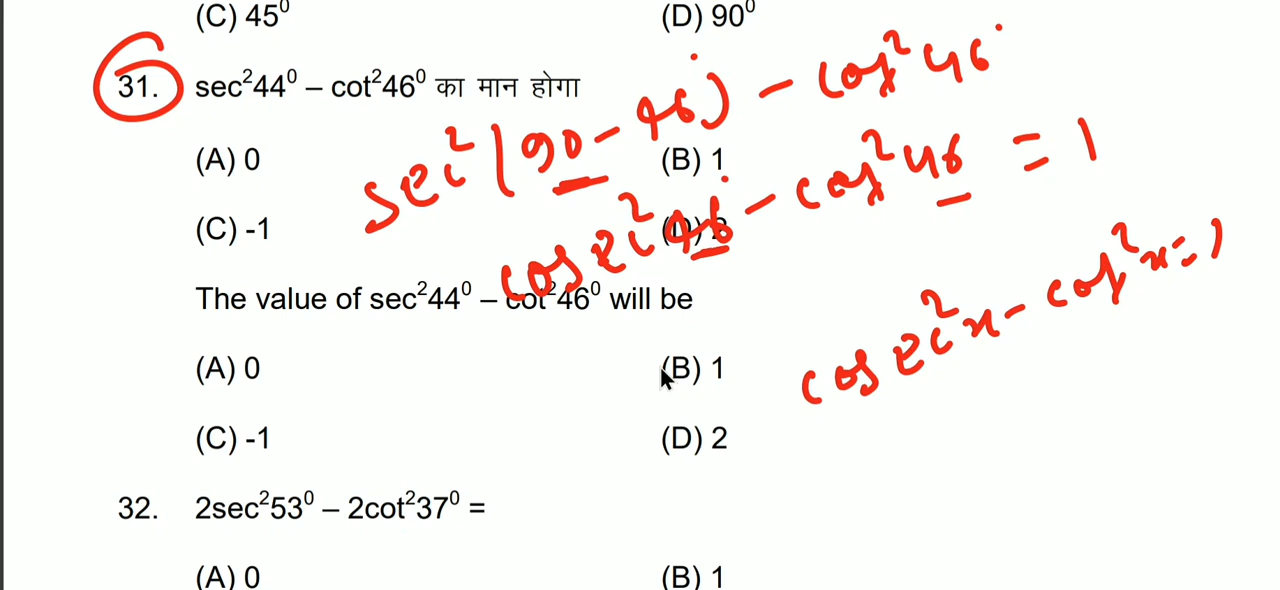 (C) 45⁰ (D) 90⁰
31. sec²44⁰ – cot²46⁰ का मान होगा
sec²(90 - 46°) - cot²46°
(A) 0 (B) 1
cosec²46° - cot²46 = 1
(C) -1 (D) 2
cosec²x - cot²x = 1
The value of sec²44⁰ – cot²46⁰ will be
(A) 0 (B) 1
(C) -1 (D) 2
32. 2sec²53⁰ – 2cot²37⁰ =
(A) 0 (B) 1